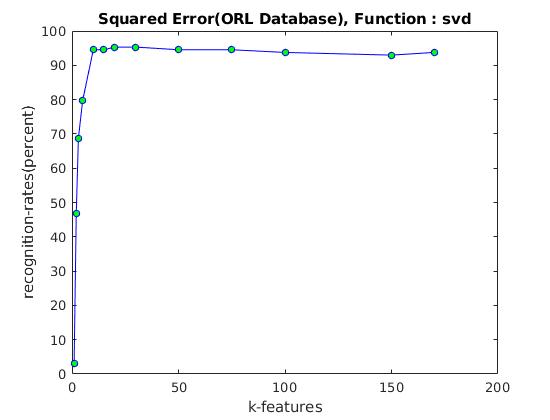 Squared Error(ORL Database), Function : svd
100
90
80
70
60
50
40
30
20
10
0
recognition-rates(percent)
0 50 100 150 200
k-features